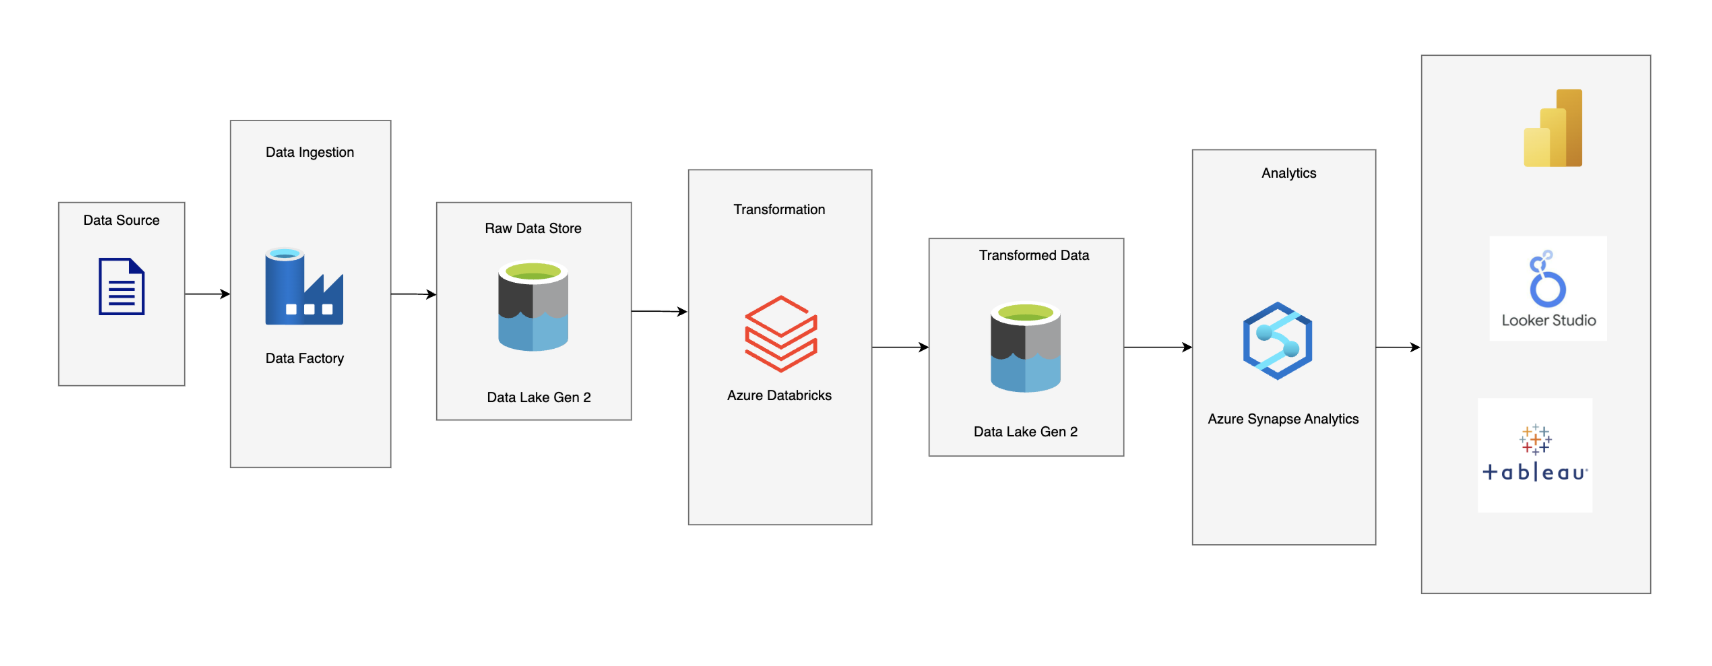 Data Source
Data Ingestion
Data Factory
Raw Data Store
Data Lake Gen 2
Transformation
Azure Databricks
Transformed Data
Data Lake Gen 2
Analytics
Azure Synapse Analytics
Looker Studio
+ableau